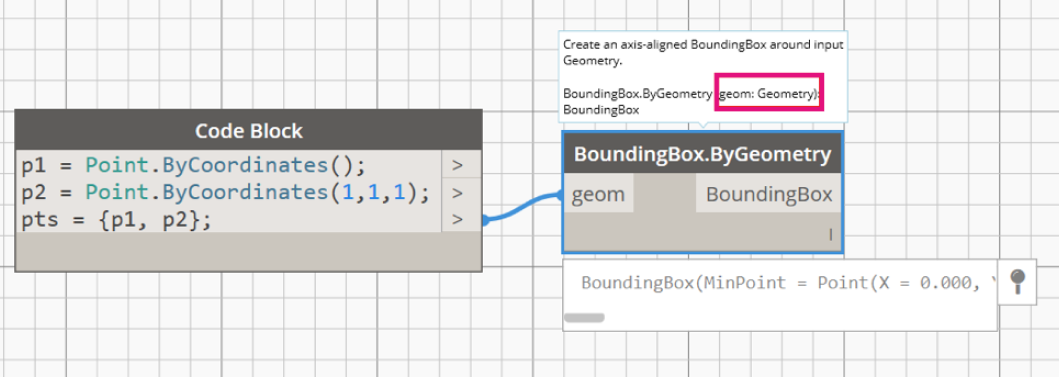 Create an axis-aligned BoundingBox around input
Geometry.
BoundingBox.ByGeometry (geom: Geometry):
BoundingBox
Code Block
p1 = Point.ByCoordinates(); >
p2 = Point.ByCoordinates(1,1,1); >
pts = {p1, p2}; >
BoundingBox.ByGeometry
geom BoundingBox
l
BoundingBox(MinPoint = Point(X = 0.000,